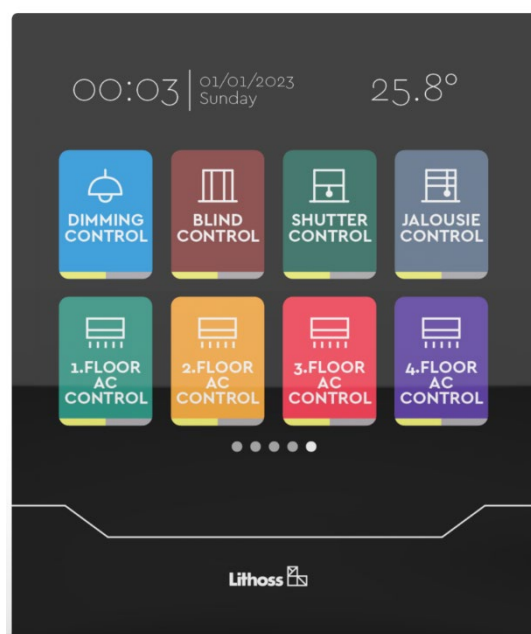 00:03
01/01/2023
Sunday
25.8°
DIMMING
CONTROL
BLIND
CONTROL
SHUTTER
CONTROL
JALOUSIE
CONTROL
1.FLOOR
AC
CONTROL
2.FLOOR
AC
CONTROL
3.FLOOR
AC
CONTROL
4.FLOOR
AC
CONTROL
Lithoss